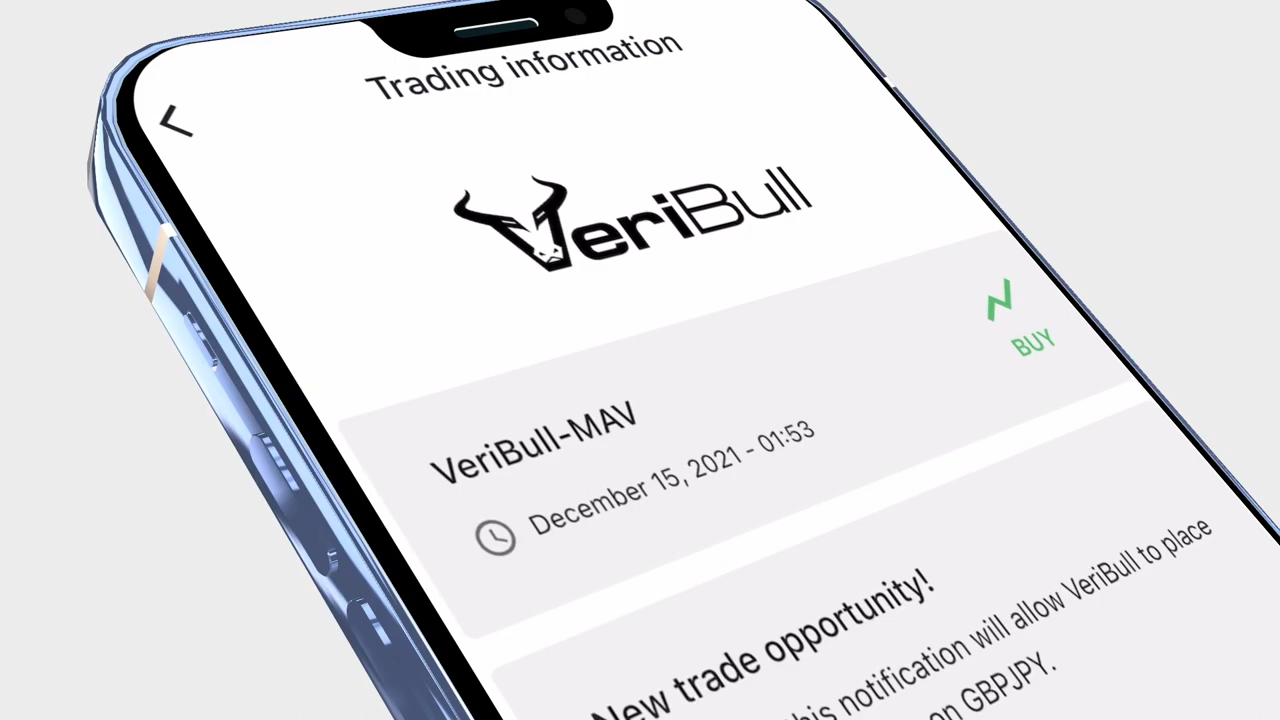 Trading information
VeriBull
BUY
VeriBull-MAV
December 15, 2021 - 01:53
New trade opportunity!
this notification will allow VeriBull to place
on GBPJPY.